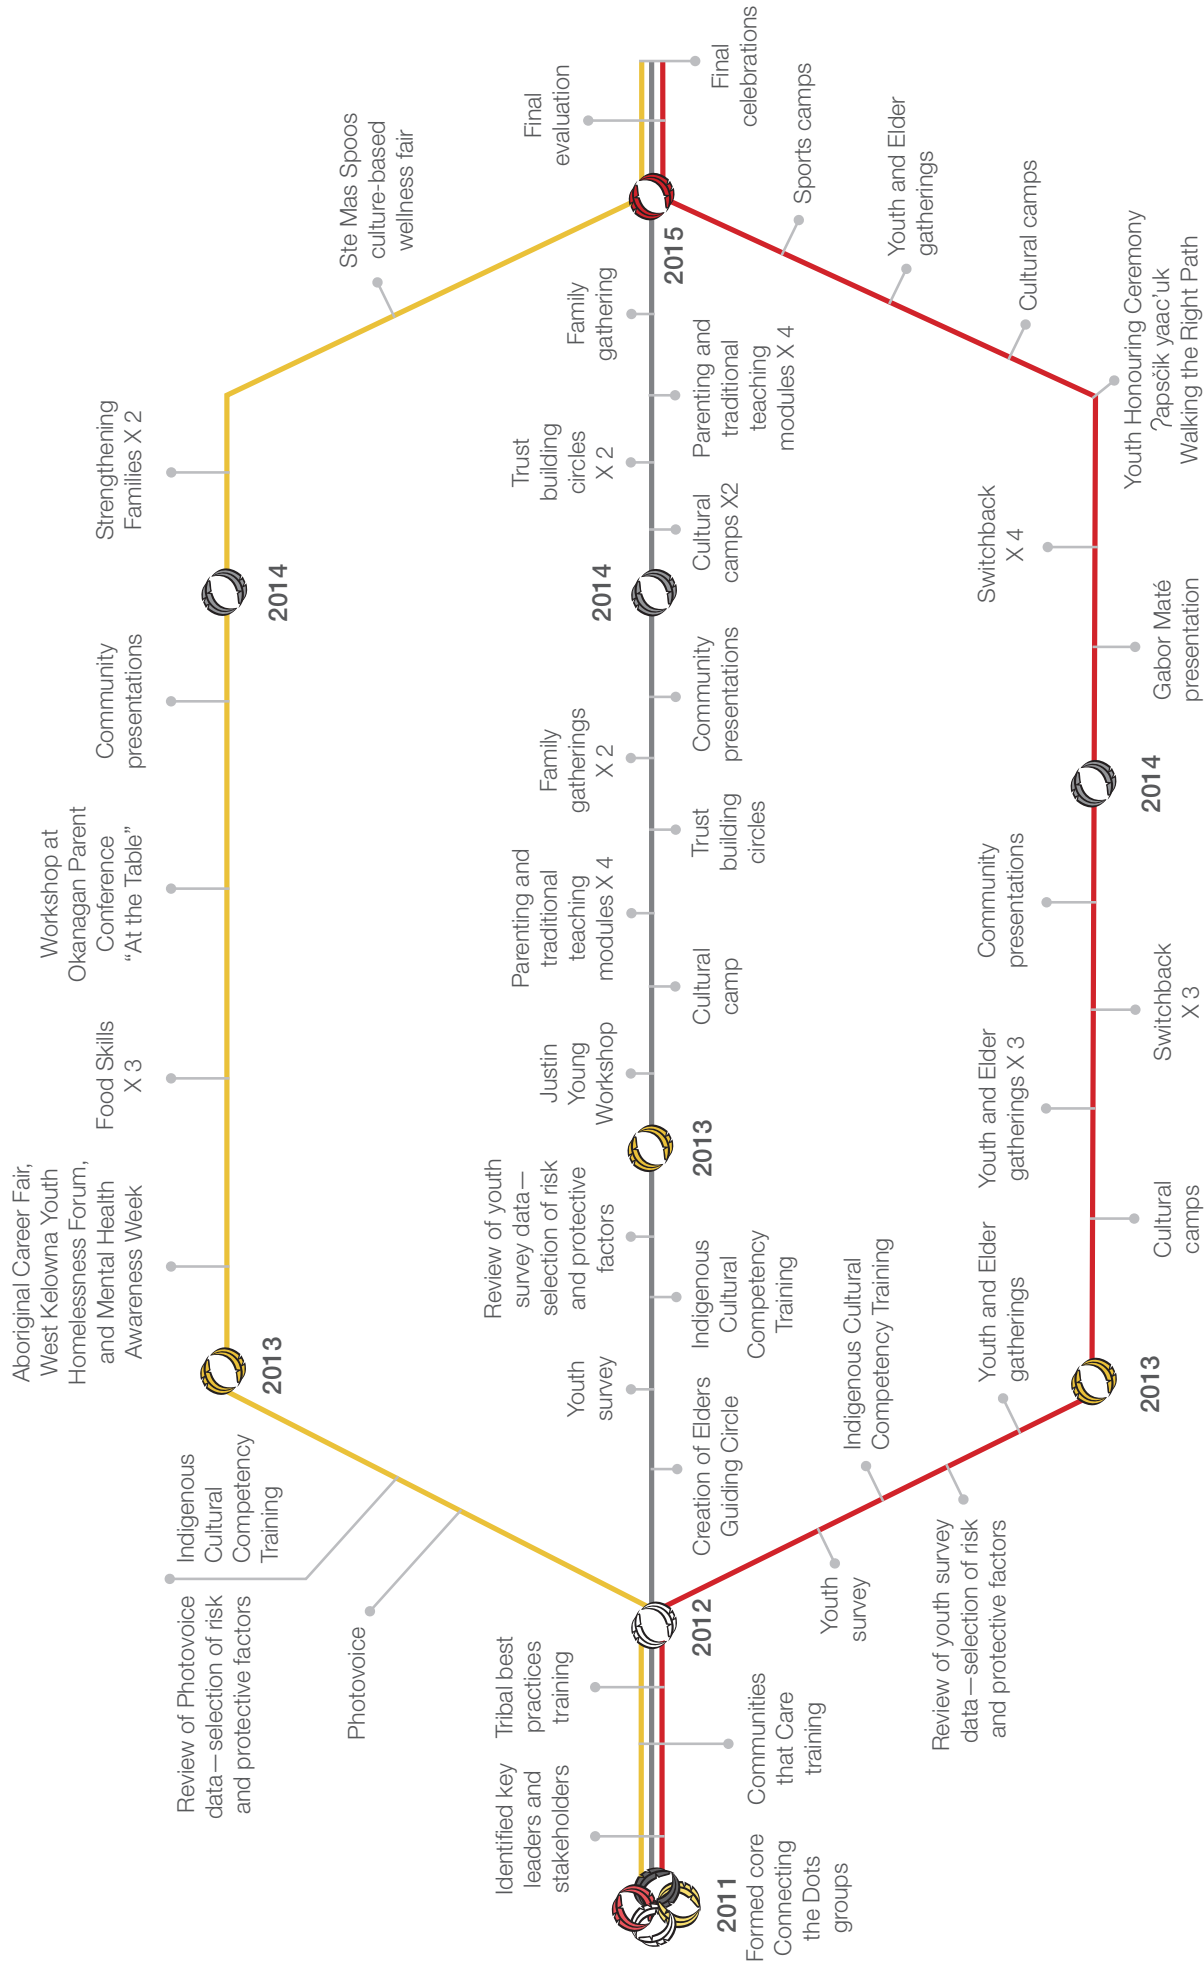 2011
Formed core
Connecting
the Dots
groups
Identified key
leaders and
stakeholders
Communities
that Care
training
Tribal best
practices
training
2012
Photovoice
Review of Photovoice
data—selection of risk
and protective factors
Indigenous
Cultural
Competency
Training
2013
Aboriginal Career Fair,
West Kelowna Youth
Homelessness Forum,
and Mental Health
Awareness Week
Food Skills
X 3
Workshop at
Okanagan Parent
Conference
“At the Table”
Community
presentations
2014
Strengthening
Families X 2
Ste Mas Spoos
culture-based
wellness fair
Creation of Elders
Guiding Circle
Youth
survey
Indigenous
Cultural
Competency
Training
Review of youth
survey data—
selection of risk
and protective
factors
2013
Justin
Young
Workshop
Cultural
camp
Parenting and
traditional
teaching
modules X 4
Trust
building
circles
Family
gatherings
X 2
Community
presentations
2014
Cultural
camps X2
Trust
building
circles
X 2
Parenting and
traditional
teaching
modules X 4
Family
gathering
2015
Final
evaluation
Final
celebrations
Youth
survey
Indigenous Cultural
Competency Training
Review of youth survey
data—selection of risk
and protective factors
Youth and Elder
gatherings
2013
Cultural
camps
Youth and Elder
gatherings X 3
Switchback
X 3
Community
presentations
2014
Gabor Maté
presentation
Switchback
X 4
Youth Honouring Ceremony
ʔapsčik yaac’uk
Walking the Right Path
Cultural camps
Youth and Elder
gatherings
Sports camps